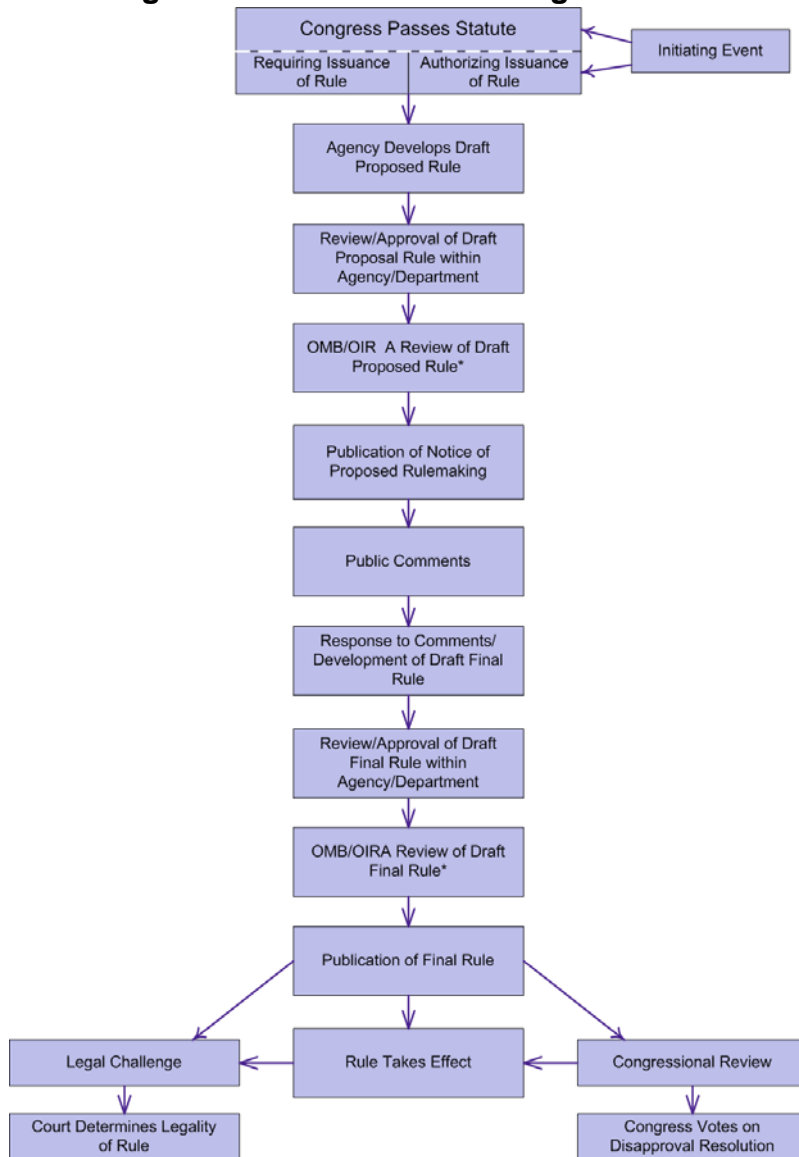 Congress Passes Statute
Initiating Event
Requiring Issuance
of Rule
Authorizing Issuance
of Rule
Agency Develops Draft
Proposed Rule
Review/Approval of Draft
Proposal Rule within
Agency/Department
OMB/OIR A Review of Draft
Proposed Rule*
Publication of Notice of
Proposed Rulemaking
Public Comments
Response to Comments/
Development of Draft Final
Rule
Review/Approval of Draft
Final Rule within
Agency/Department
OMB/OIRA Review of Draft
Final Rule*
Publication of Final Rule
Legal Challenge
Rule Takes Effect
Congressional Review
Court Determines Legality
of Rule
Congress Votes on
Disapproval Resolution